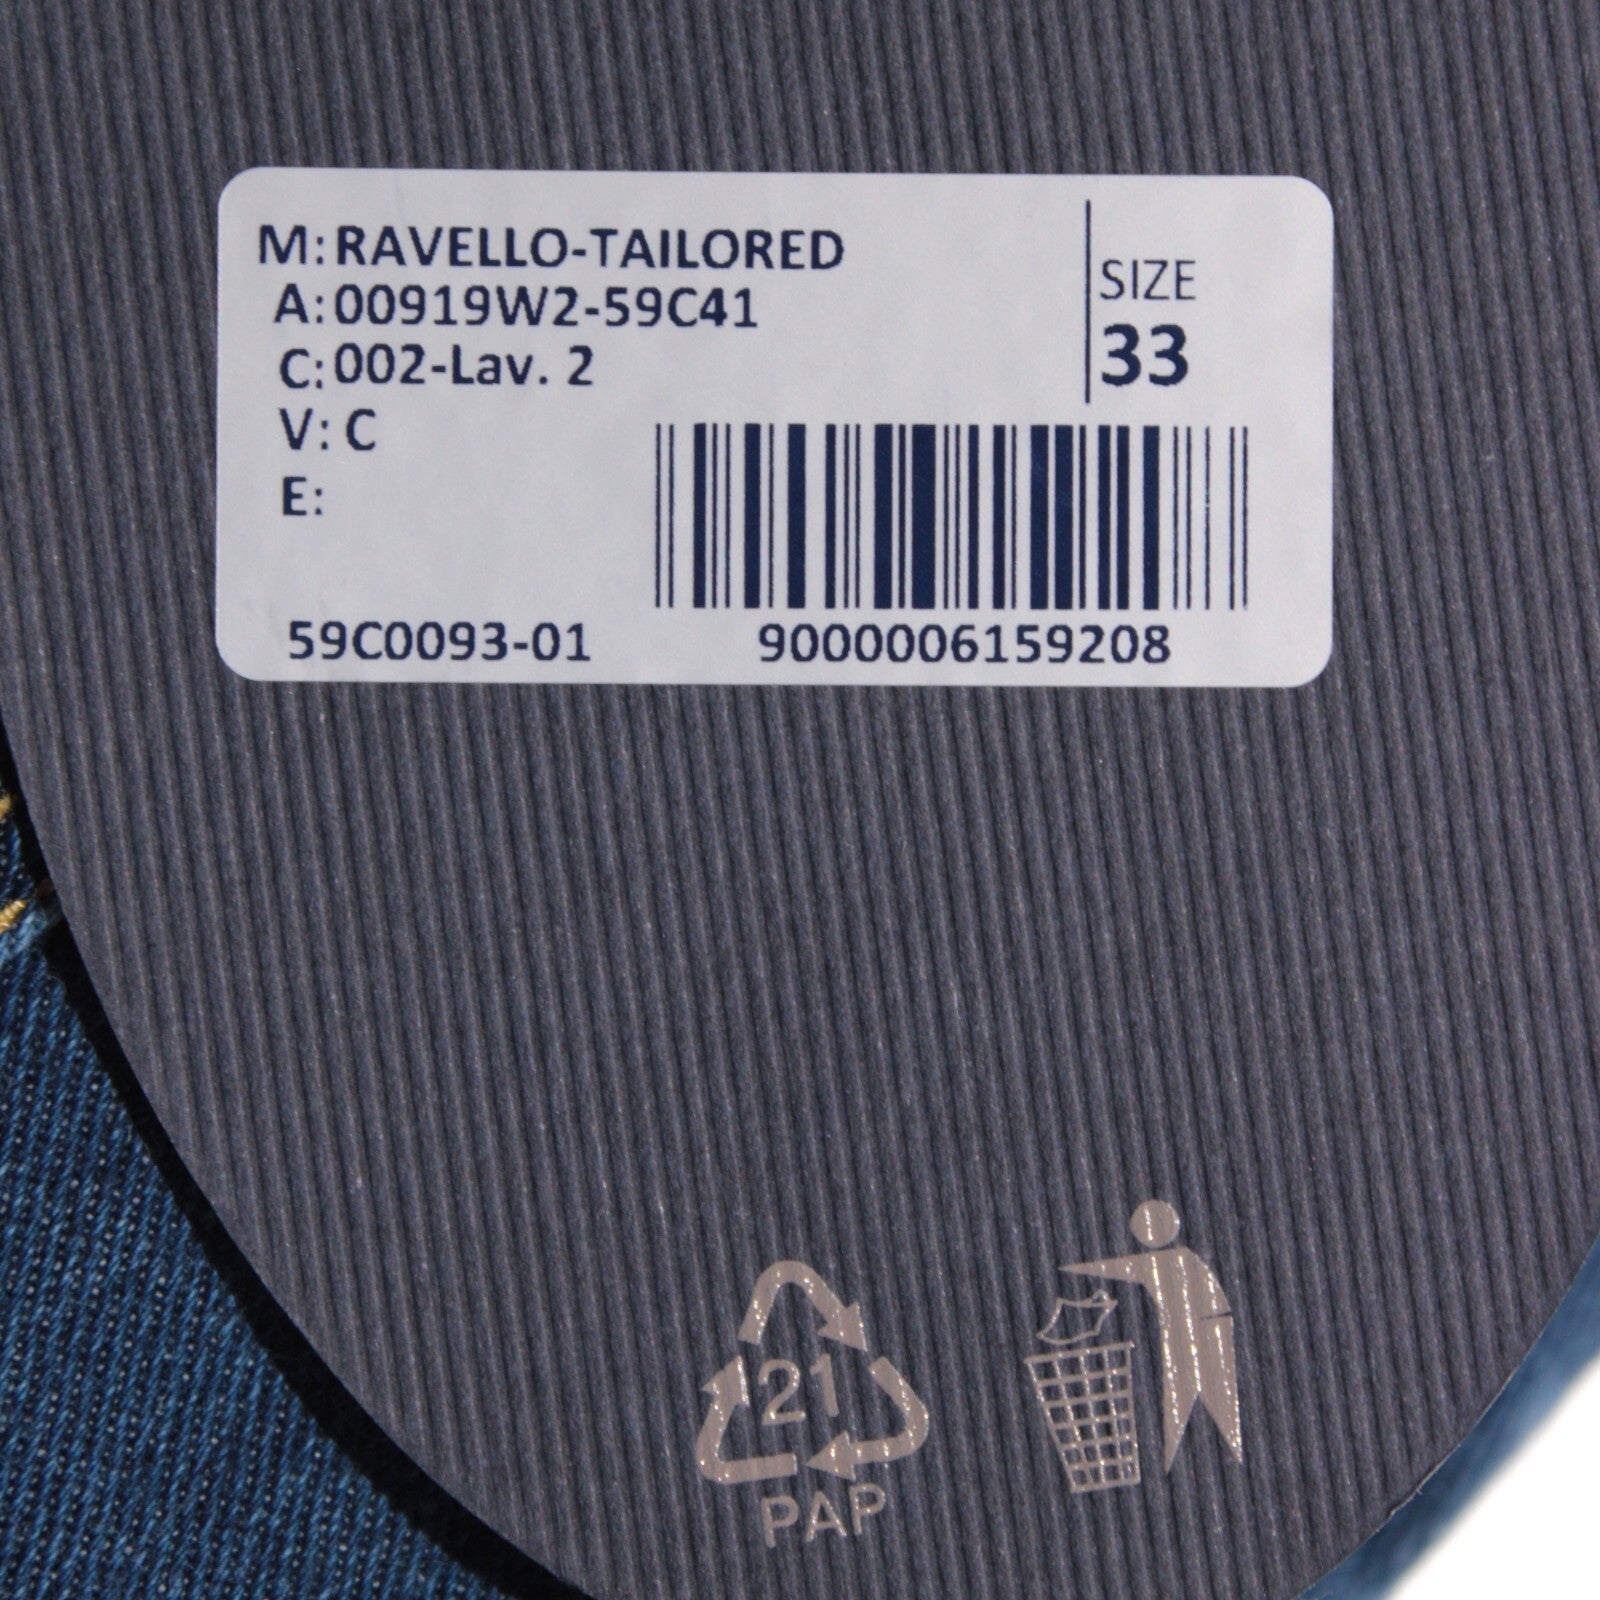 M: RAVELLO-TAILORED
A: 00919W2-59C41
C: 002-Lav. 2
V: C
E:
SIZE
33
59C0093-01
9000006159208
21
PAP